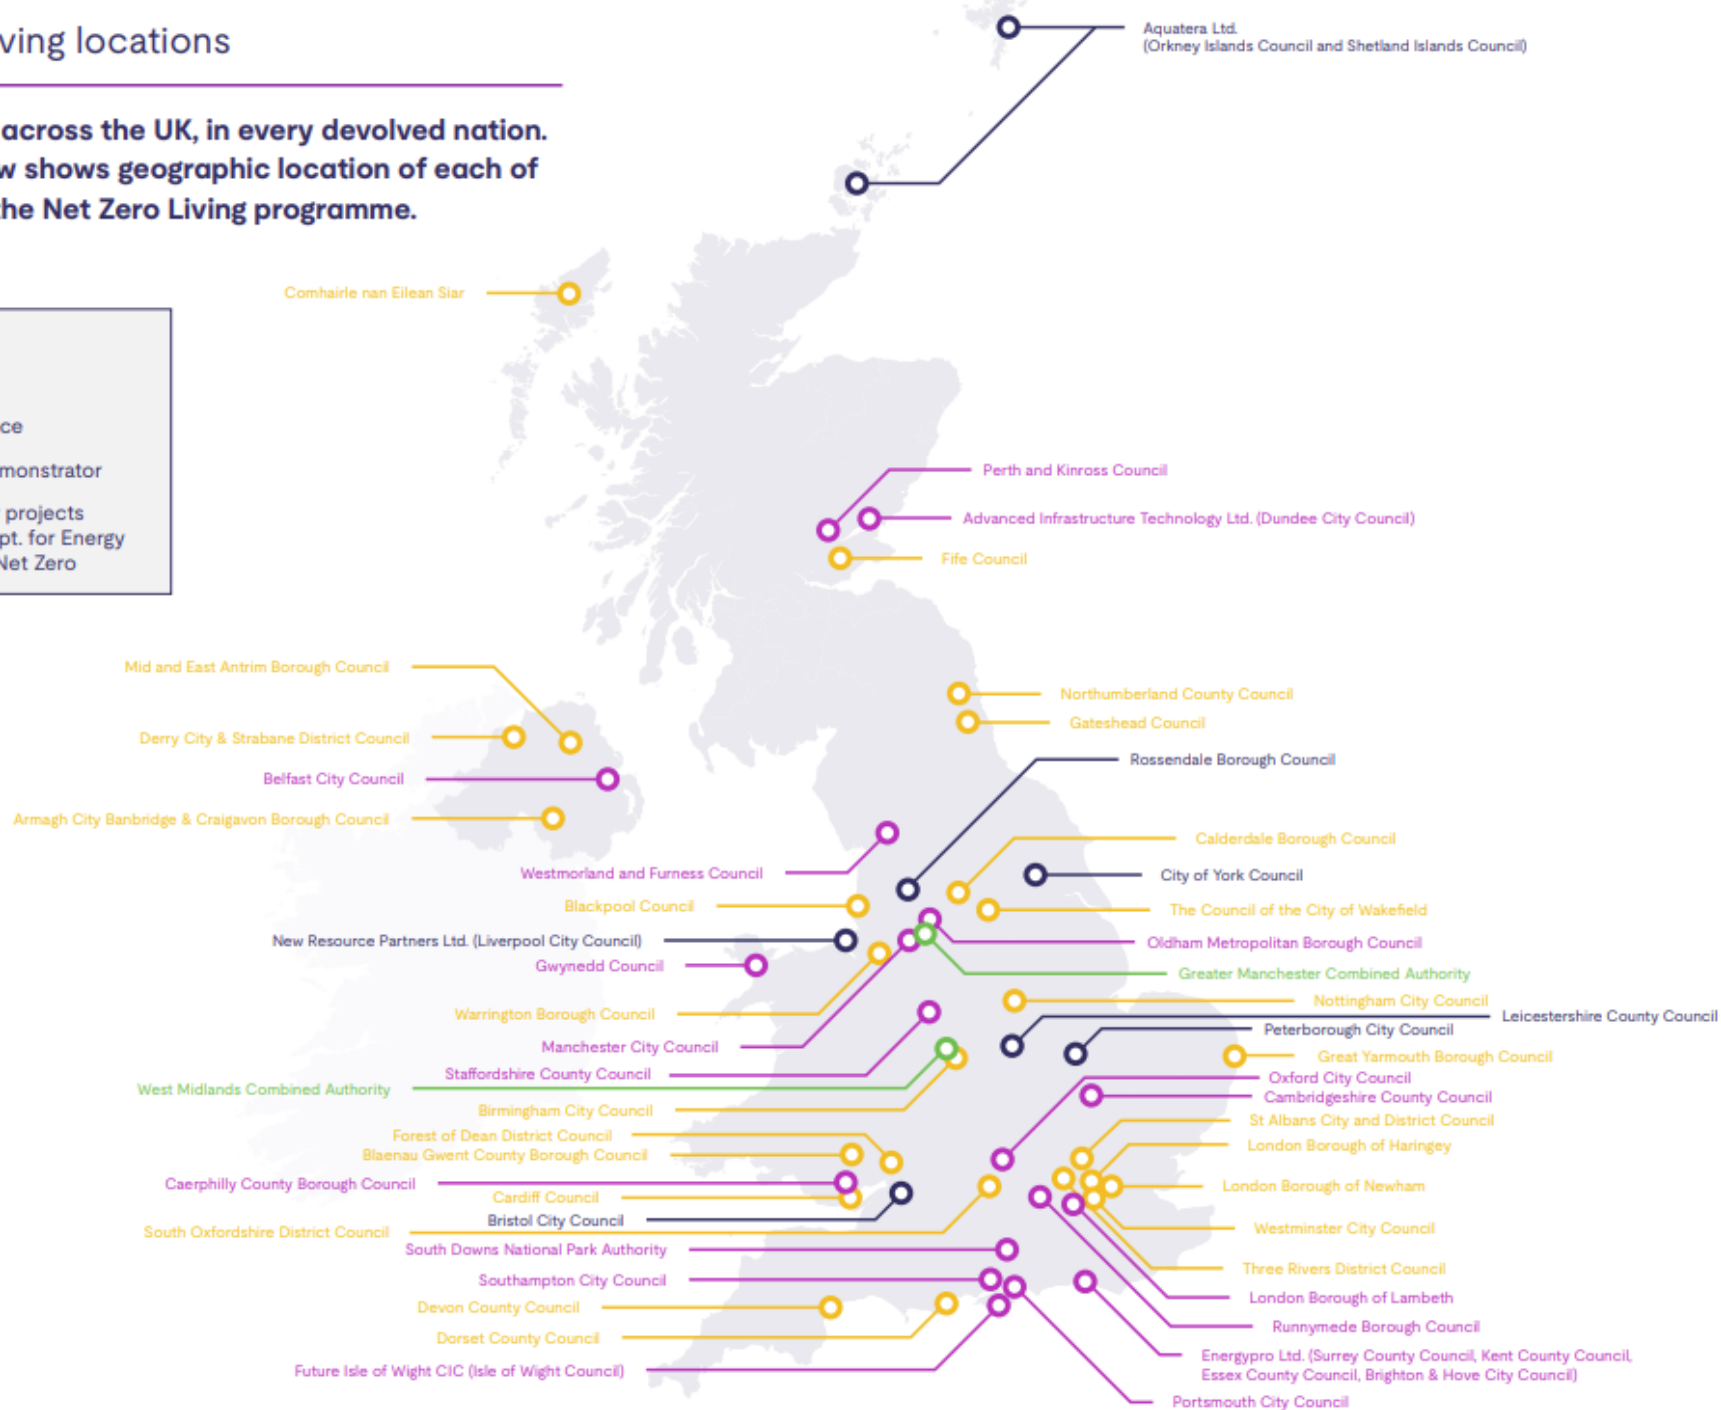 ving locations
across the UK, in every devolved nation.
w shows geographic location of each of
the Net Zero Living programme.
ce
monstrator
projects
pt. for Energy
Net Zero
Aquatera Ltd.
(Orkney Islands Council and Shetland Islands Council)
Comhairle nan Eilean Siar
Perth and Kinross Council
Advanced Infrastructure Technology Ltd. (Dundee City Council)
Fife Council
Mid and East Antrim Borough Council
Derry City & Strabane District Council
Belfast City Council
Armagh City Banbridge & Craigavon Borough Council
Northumberland County Council
Gateshead Council
Rossendale Borough Council
Westmorland and Furness Council
Blackpool Council
New Resource Partners Ltd. (Liverpool City Council)
Gwynedd Council
Warrington Borough Council
Manchester City Council
Staffordshire County Council
West Midlands Combined Authority
Birmingham City Council
Forest of Dean District Council
Blaenau Gwent County Borough Council
Caerphilly County Borough Council
Cardiff Council
Bristol City Council
South Oxfordshire District Council
South Downs National Park Authority
Southampton City Council
Devon County Council
Dorset County Council
Future Isle of Wight CIC (Isle of Wight Council)
Calderdale Borough Council
City of York Council
The Council of the City of Wakefield
Oldham Metropolitan Borough Council
Greater Manchester Combined Authority
Nottingham City Council
Leicestershire County Council
Peterborough City Council
Great Yarmouth Borough Council
Oxford City Council
Cambridgeshire County Council
St Albans City and District Council
London Borough of Haringey
London Borough of Newham
Westminster City Council
Three Rivers District Council
London Borough of Lambeth
Runnymede Borough Council
Energypro Ltd. (Surrey County Council, Kent County Council,
Essex County Council, Brighton & Hove City Council)
Portsmouth City Council